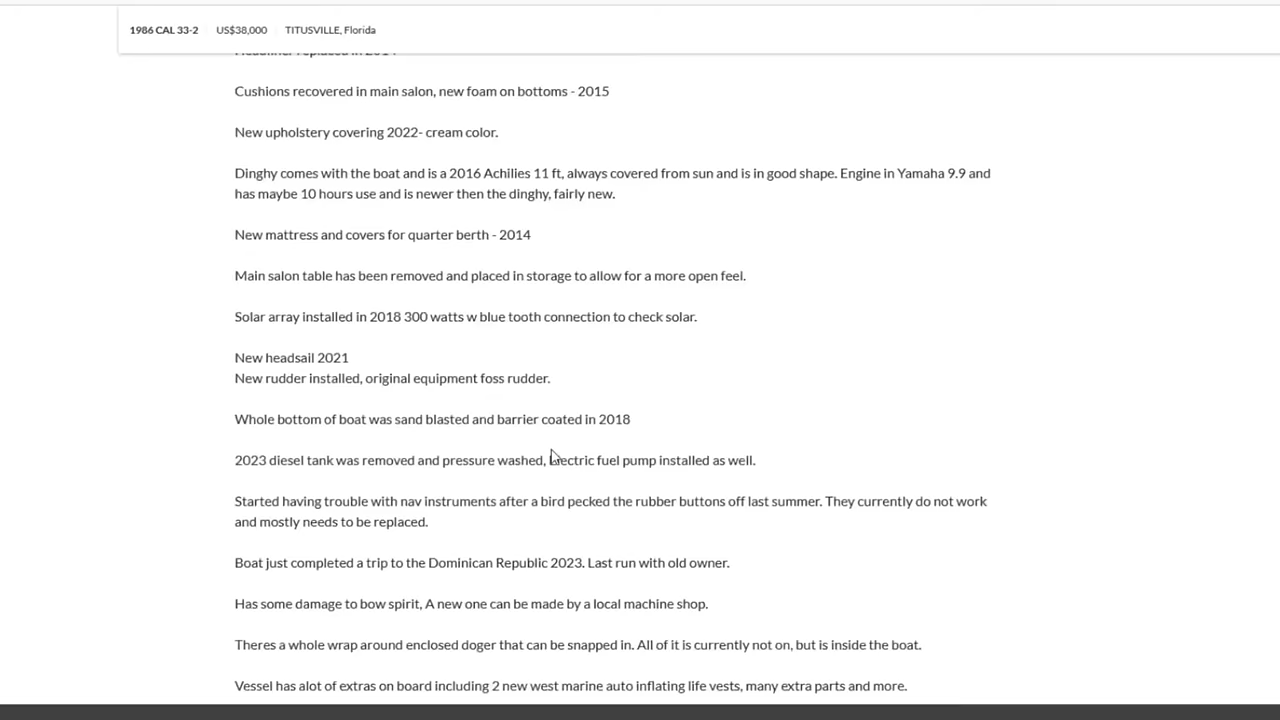 1986 CAL 33-2 US$38,000 TITUSVILLE, Florida
Cushions recovered in main salon, new foam on bottoms - 2015
New upholstery covering 2022- cream color.
Dinghy comes with the boat and is a 2016 Achilies 11 ft, always covered from sun and is in good shape. Engine in Yamaha 9.9 and
has maybe 10 hours use and is newer then the dinghy, fairly new.
New mattress and covers for quarter berth - 2014
Main salon table has been removed and placed in storage to allow for a more open feel.
Solar array installed in 2018 300 watts w blue tooth connection to check solar.
New headsail 2021
New rudder installed, original equipment foss rudder.
Whole bottom of boat was sand blasted and barrier coated in 2018
2023 diesel tank was removed and pressure washed, electric fuel pump installed as well.
Started having trouble with nav instruments after a bird pecked the rubber buttons off last summer. They currently do not work
and mostly needs to be replaced.
Boat just completed a trip to the Dominican Republic 2023. Last run with old owner.
Has some damage to bow spirit, A new one can be made by a local machine shop.
Theres a whole wrap around enclosed doger that can be snapped in. All of it is currently not on, but is inside the boat.
Vessel has alot of extras on board including 2 new west marine auto inflating life vests, many extra parts and more.